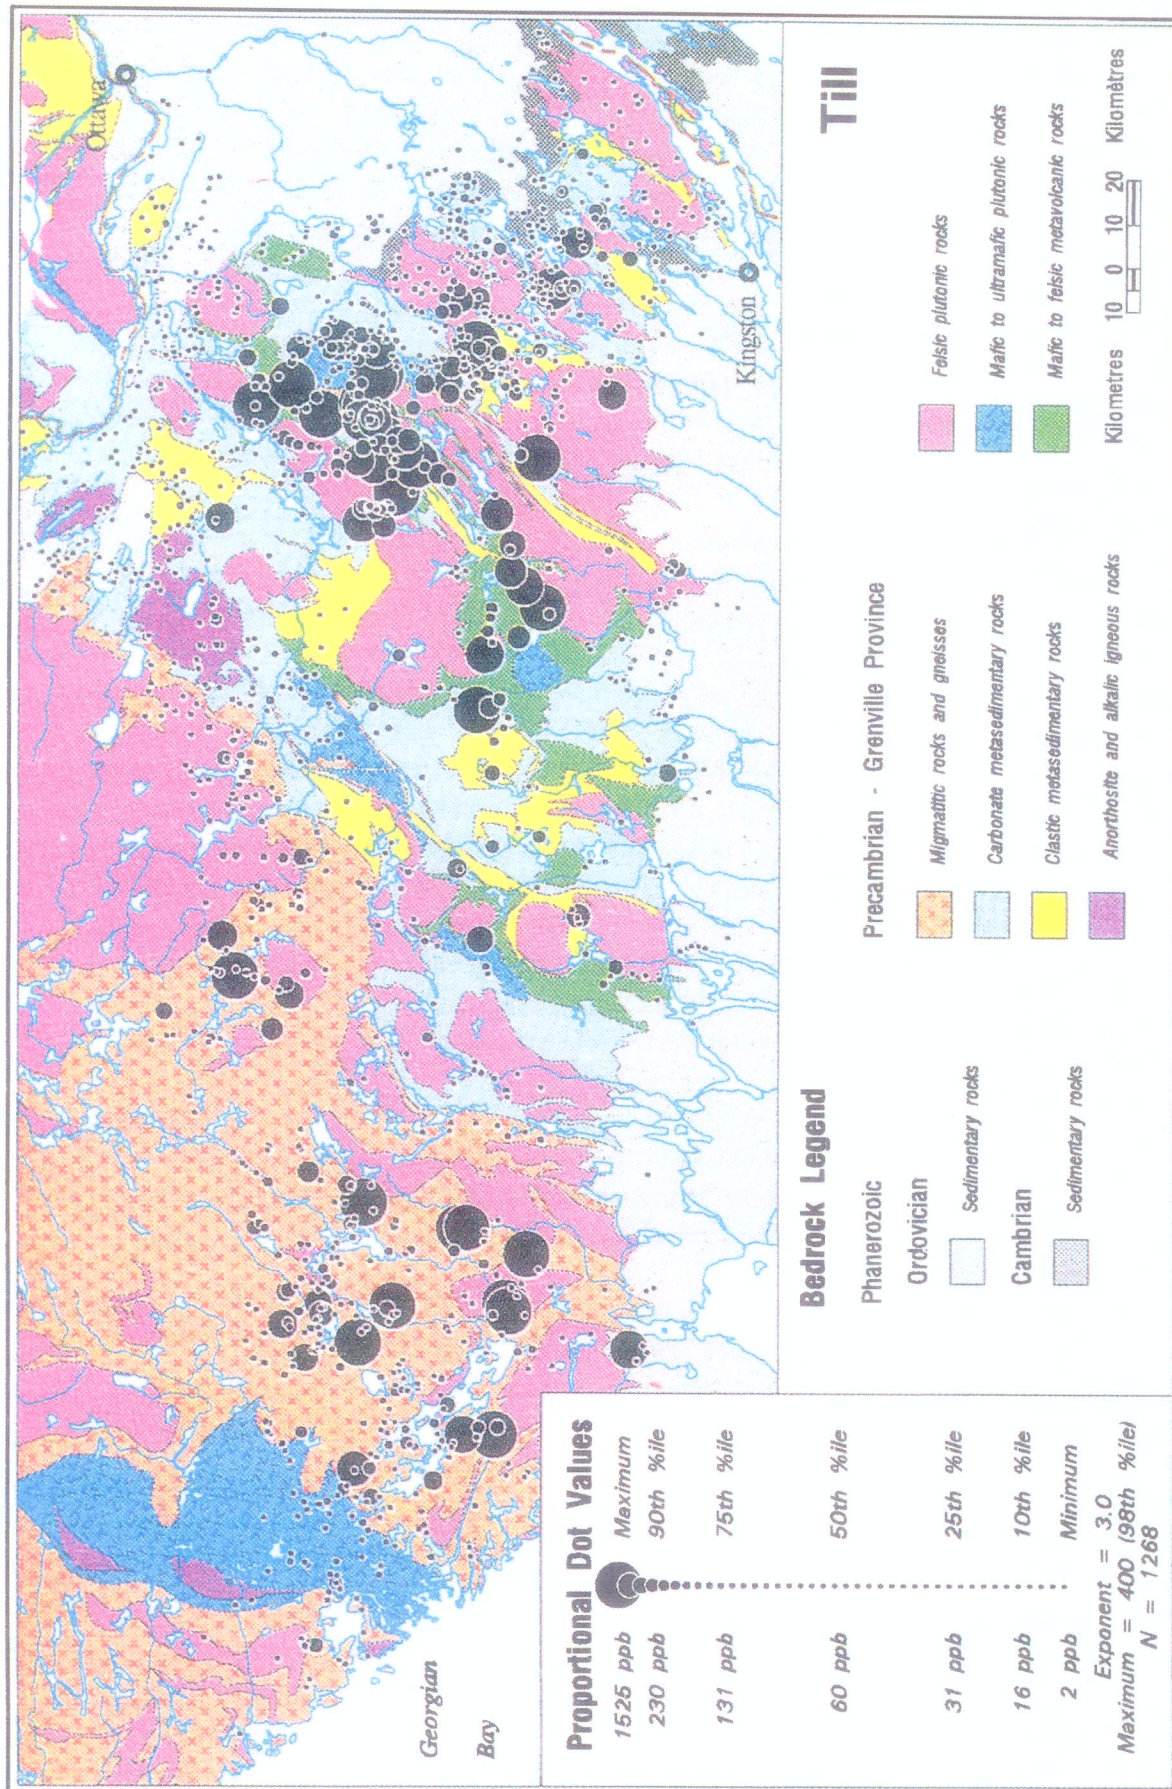 Ottawa
Kingston
Georgian
Bay
Till
Proportional Dot Values
1525 ppb Maximum
230 ppb 90th %ile
131 ppb 75th %ile
60 ppb 50th %ile
31 ppb 25th %ile
16 ppb 10th %ile
2 ppb Minimum
Exponent = 3.0
Maximum = 400 (98th %ile)
N = 1268
Bedrock Legend
Phanerozoic
Ordovician
Sedimentary rocks
Cambrian
Sedimentary rocks
Precambrian - Grenville Province
Migmatitic rocks and gneisses
Carbonate metasedimentary rocks
Clastic metasedimentary rocks
Anorthosite and alkalic igneous rocks
Felsic plutonic rocks
Mafic to ultramafic plutonic rocks
Mafic to felsic metavolcanic rocks
Kilometres 10 0 10 20 Kilomètres